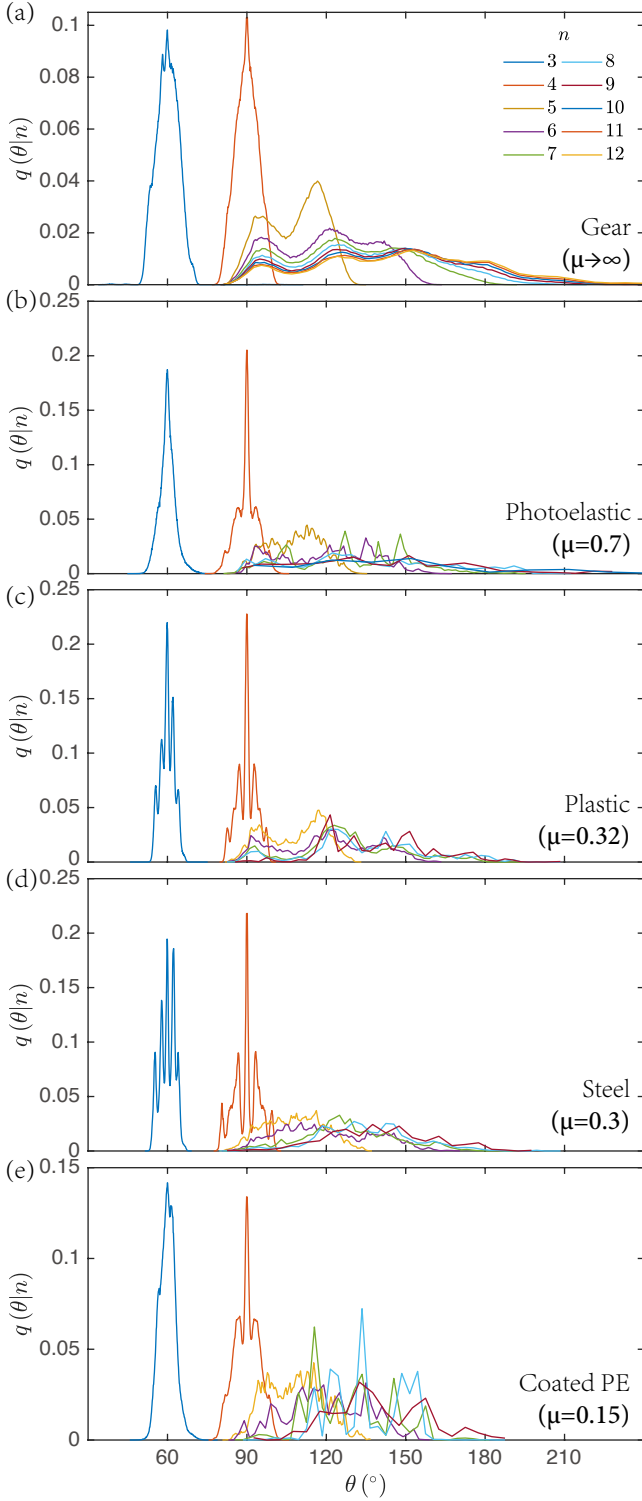 (a)
0.1
0.08
0.06
0.04
0.02
0
q (θ|n)
n
3 8
4 9
5 10
6 11
7 12
Gear
(μ→∞)
(b)
0.25
0.2
0.15
0.1
0.05
0
q (θ|n)
Photoelastic
(μ=0.7)
(c)
0.25
0.2
0.15
0.1
0.05
0
q (θ|n)
Plastic
(μ=0.32)
(d)
0.25
0.2
0.15
0.1
0.05
0
q (θ|n)
Steel
(μ=0.3)
(e)
0.15
0.1
0.05
0
q (θ|n)
Coated PE
(μ=0.15)
60 90 120 150 180 210
θ (°)